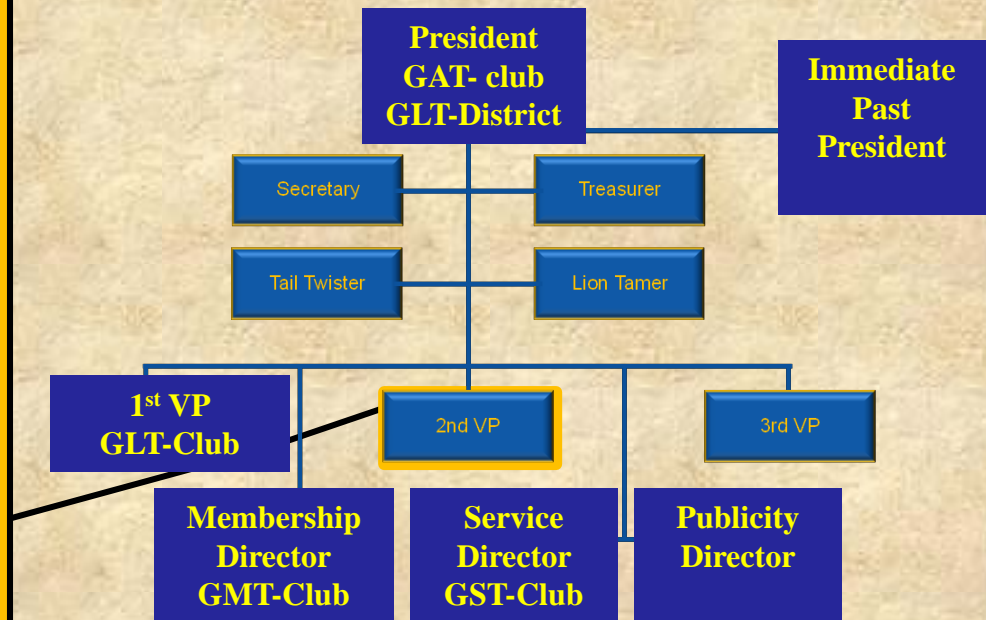 President
GAT- club
GLT-District
Immediate
Past
President
Secretary
Treasurer
Tail Twister
Lion Tamer
1st VP
GLT-Club
2nd VP
3rd VP
Membership
Director
GMT-Club
Service
Director
GST-Club
Publicity
Director